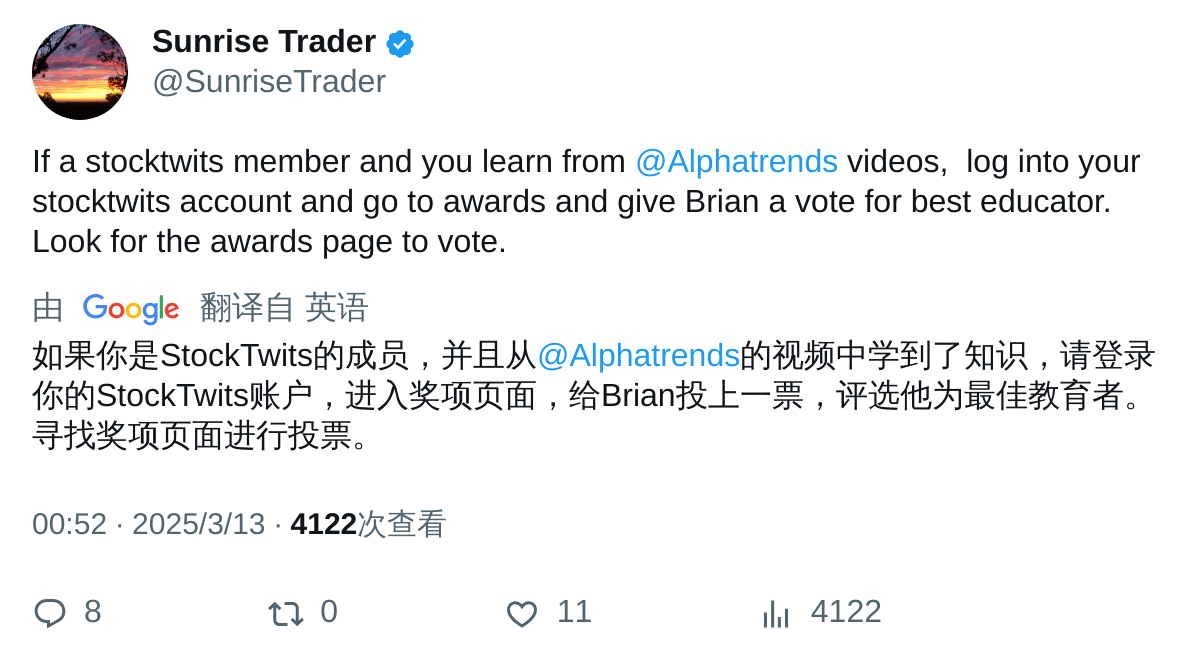 Sunrise Trader
@SunriseTrader
If a stocktwits member and you learn from @Alphatrends videos,  log into your
stocktwits account and go to awards and give Brian a vote for best educator.
Look for the awards page to vote.
由 Google 翻译自 英语
如果你是StockTwits的成员，并且从@Alphatrends的视频中学到了知识，请登录
你的StockTwits账户，进入奖项页面，给Brian投上一票，评选他为最佳教育者。
寻找奖项页面进行投票。
00:52 · 2025/3/13 · 4122次查看
8 0 11 4122